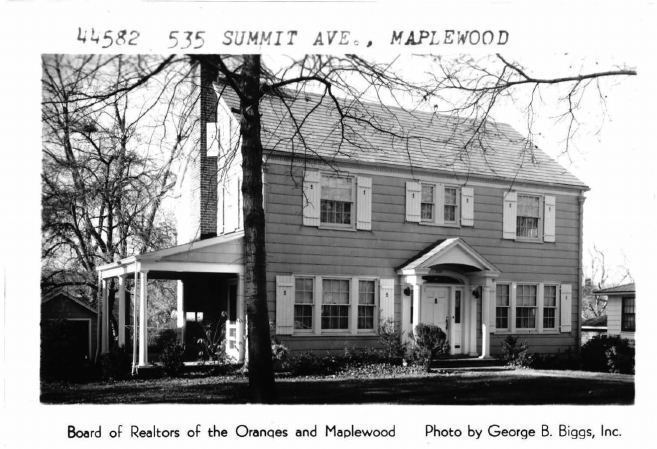 44582 535 SUMMIT AVE., MAPLEWOOD
Board of Realtors of the Oranges and Maplewood Photo by George B. Biggs, Inc.